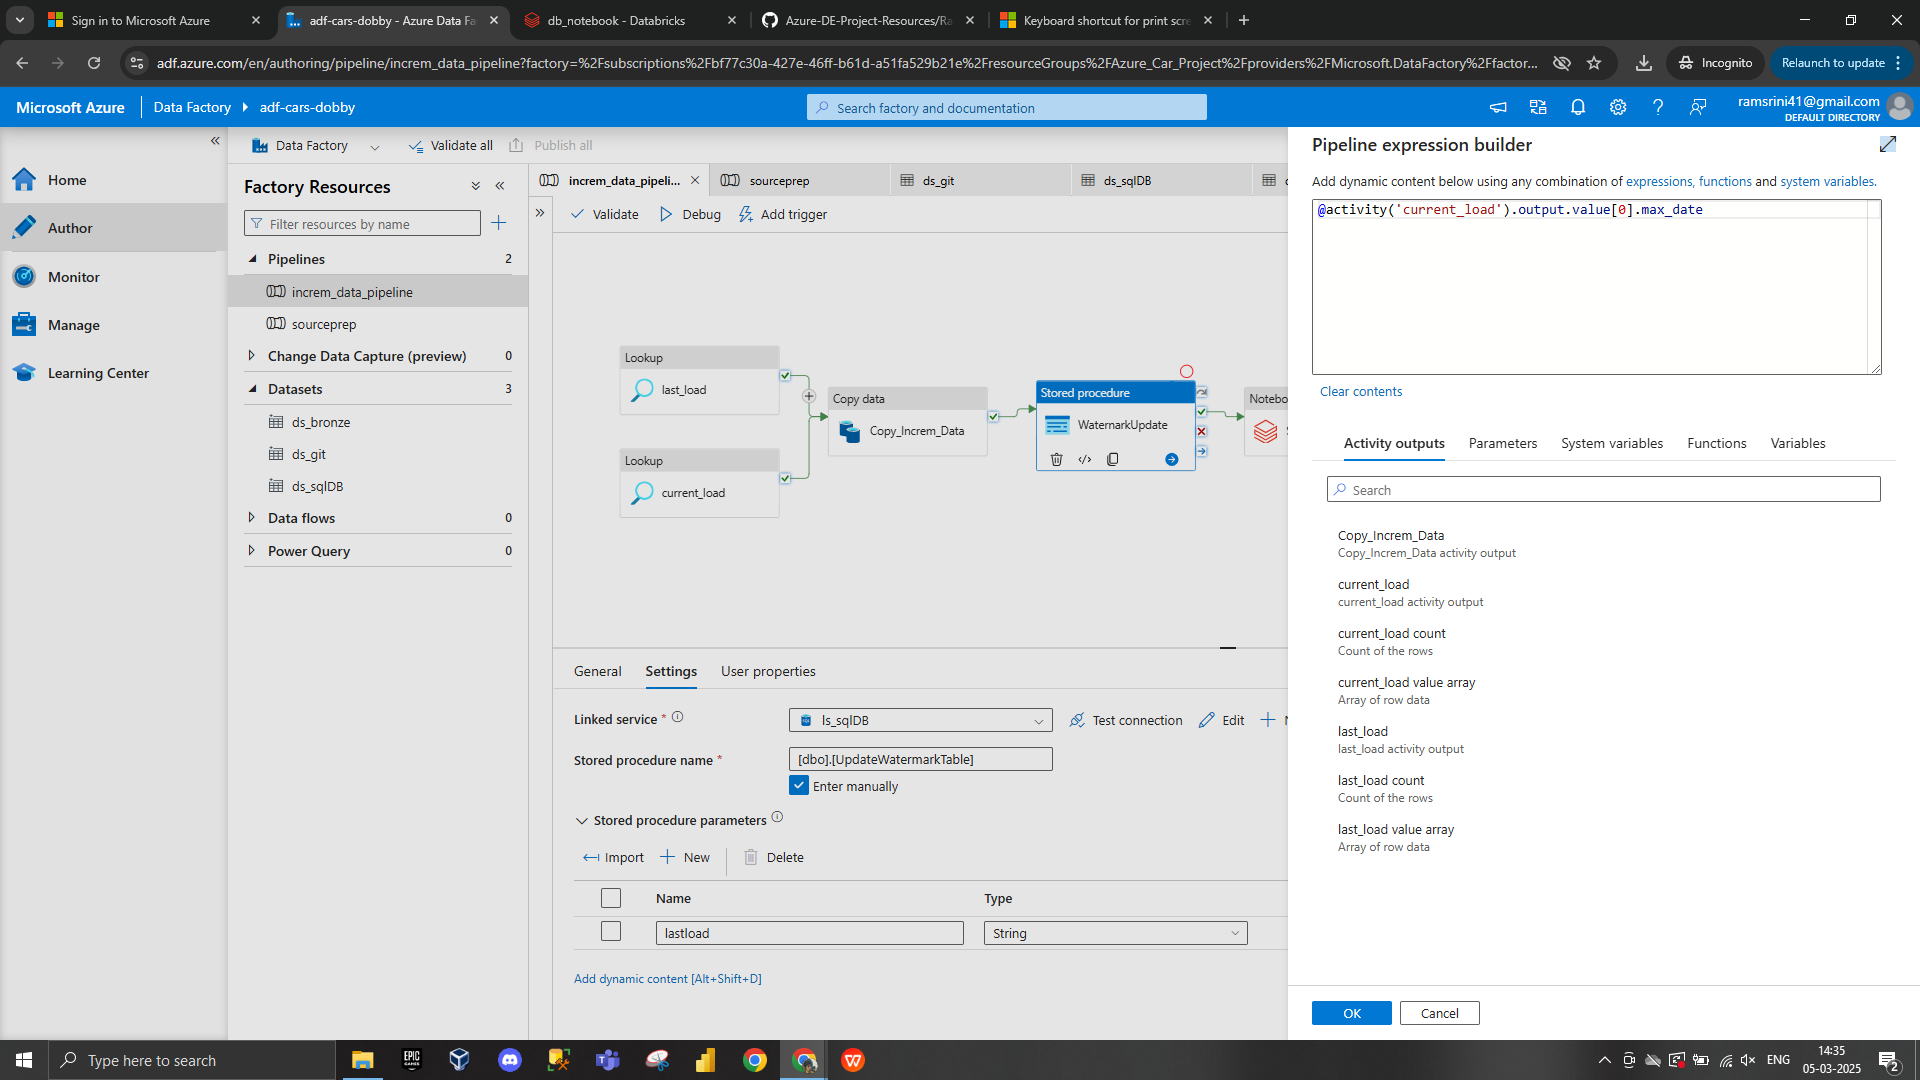 Sign in to Microsoft Azure
adf-cars-dobby - Azure Data Fa
db_notebook - Databricks
Azure-DE-Project-Resources/Ra
Keyboard shortcut for print scre
adf.azure.com/en/authoring/pipeline/increm_data_pipeline?factory=%2Fsubscriptions%2Fbf77c30a-427e-46ff-b61d-a51fa529b21e%2FresourceGroups%2FAzure_Car_Project%2Fproviders%2FMicrosoft.DataFactory%2Ffactor...
Incognito
Relaunch to update
Microsoft Azure
Data Factory
adf-cars-dobby
Search factory and documentation
ramsrini41@gmail.com
DEFAULT DIRECTORY
Home
Author
Monitor
Manage
Learning Center
Data Factory
Validate all
Publish all
Factory Resources
Filter resources by name
Pipelines 2
increm_data_pipeline
sourceprep
Change Data Capture (preview) 0
Datasets 3
ds_bronze
ds_git
ds_sqlDB
Data flows 0
Power Query 0
increm_data_pipeli...
sourceprep
ds_git
ds_sqlDB
Validate
Debug
Add trigger
Lookup
last_load
Lookup
current_load
Copy data
Copy_Increm_Data
Stored procedure
WatemarkUpdate
Notebo
General
Settings
User properties
Linked service *
ls_sqlDB
Test connection
Edit
Stored procedure name *
[dbo].[UpdateWatermarkTable]
Enter manually
Stored procedure parameters
Import
New
Delete
Name
Type
lastload
String
Add dynamic content [Alt+Shift+D]
Pipeline expression builder
Add dynamic content below using any combination of expressions, functions and system variables.
@activity('current_load').output.value[0].max_date
Clear contents
Activity outputs
Parameters
System variables
Functions
Variables
Search
Copy_Increm_Data
Copy_Increm_Data activity output
current_load
current_load activity output
current_load count
Count of the rows
current_load value array
Array of row data
last_load
last_load activity output
last_load count
Count of the rows
last_load value array
Array of row data
OK
Cancel
Type here to search
EPIC GAMES
ENG
14:35
05-03-2025
2